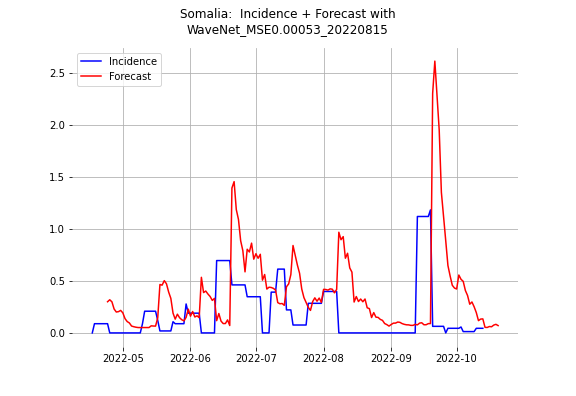 Somalia:  Incidence + Forecast with
WaveNet_MSE0.00053_20220815
Incidence
Forecast
2.5
2.0
1.5
1.0
0.5
0.0
2022-05 2022-06 2022-07 2022-08 2022-09 2022-10